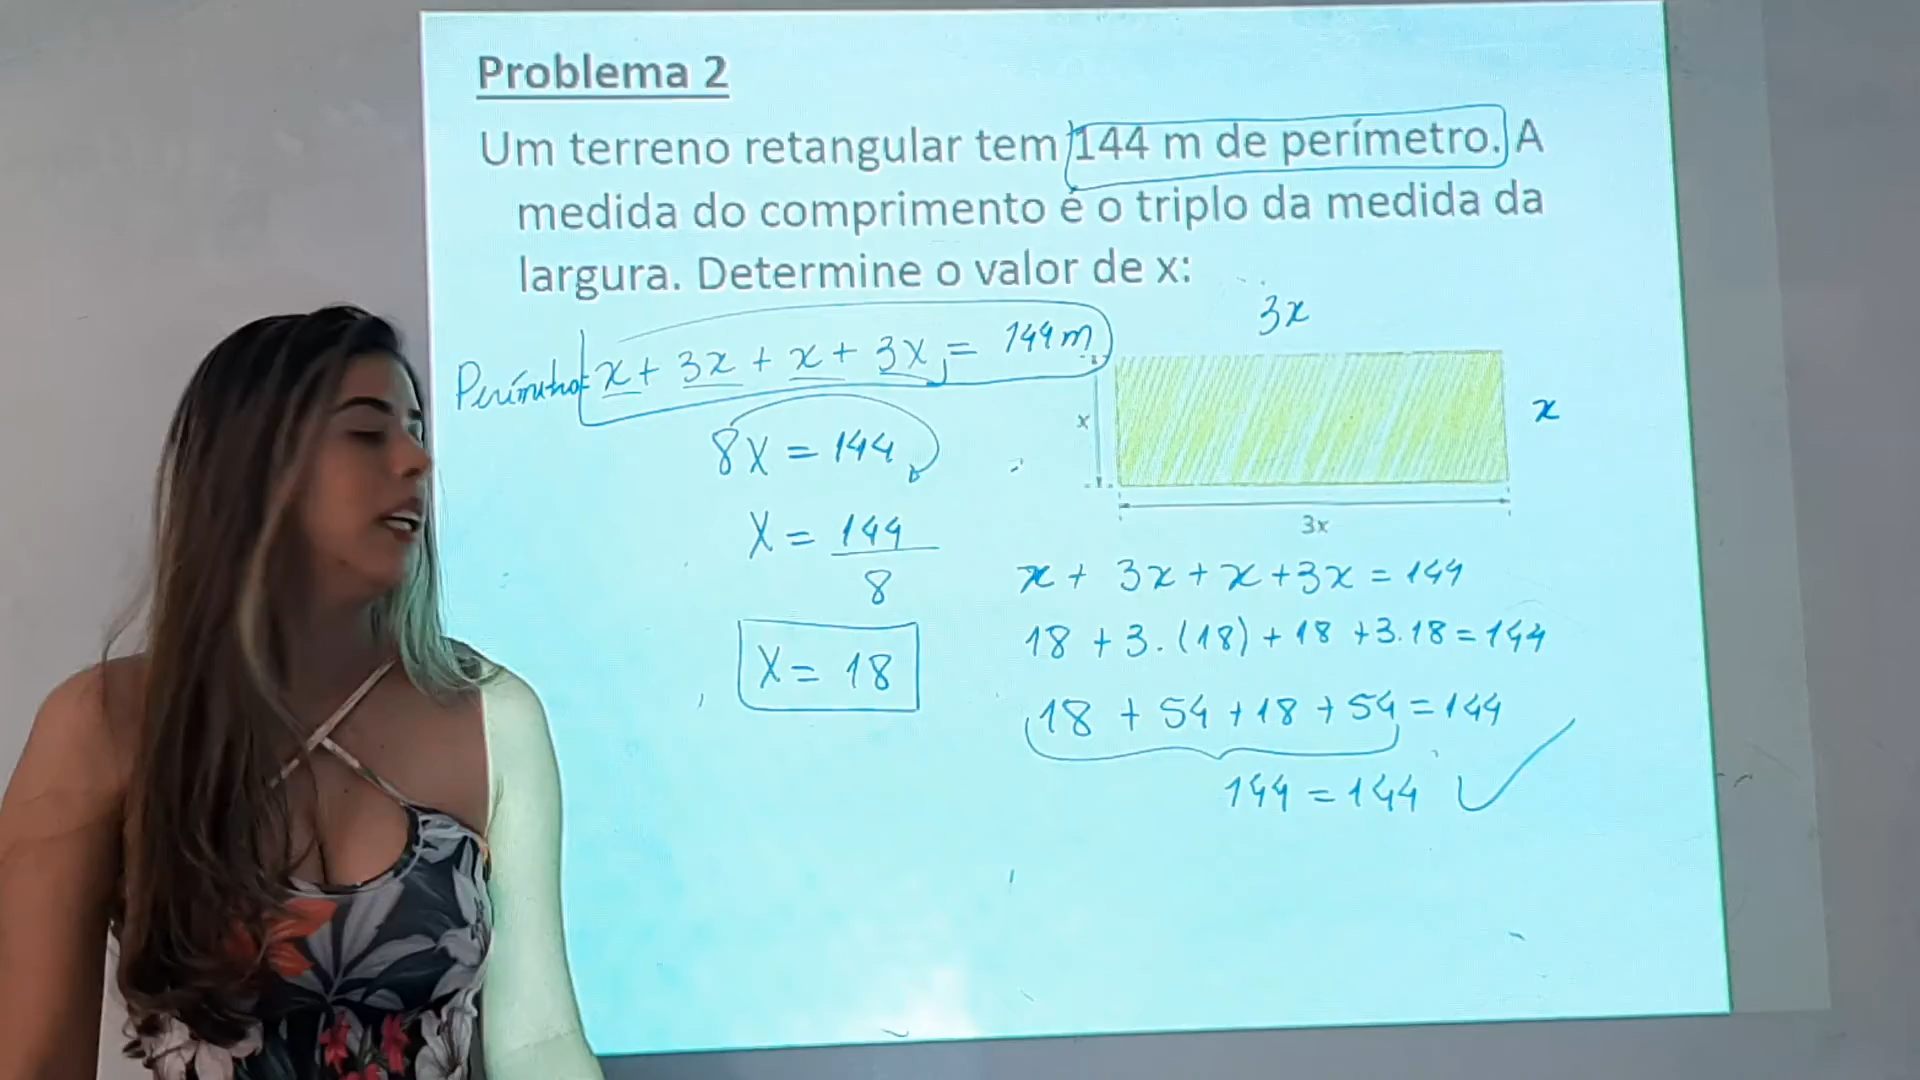 Problema 2
Um terreno retangular tem 144 m de perímetro. A
medida do comprimento é o triplo da medida da
largura. Determine o valor de x:
3x
Perímetro = x + 3x + x + 3x = 144 m
x
x
3x
8x = 144
x = 144
8
x = 18
x + 3x + x + 3x = 144
18 + 3.(18) + 18 + 3.18 = 144
18 + 54 + 18 + 54 = 144
144 = 144